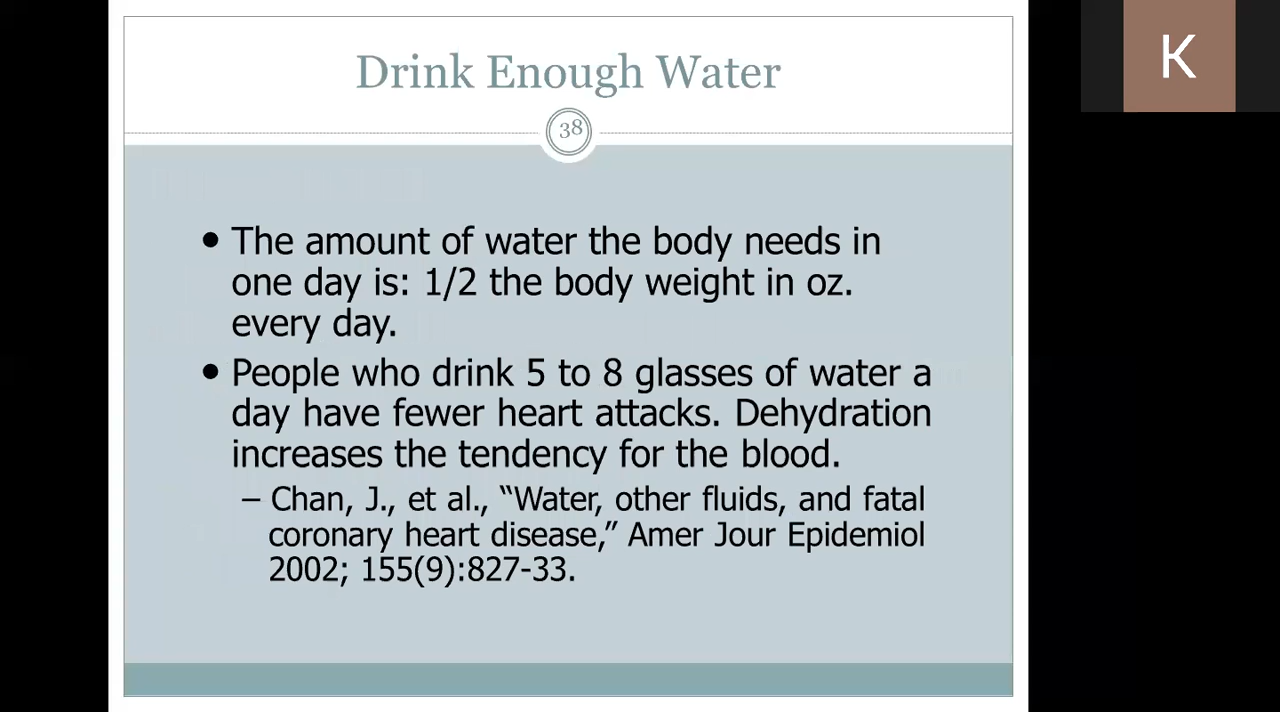 Drink Enough Water
38
K
• The amount of water the body needs in
one day is: 1/2 the body weight in oz.
every day.
• People who drink 5 to 8 glasses of water a
day have fewer heart attacks. Dehydration
increases the tendency for the blood.
– Chan, J., et al., “Water, other fluids, and fatal
coronary heart disease,” Amer Jour Epidemiol
2002; 155(9):827-33.